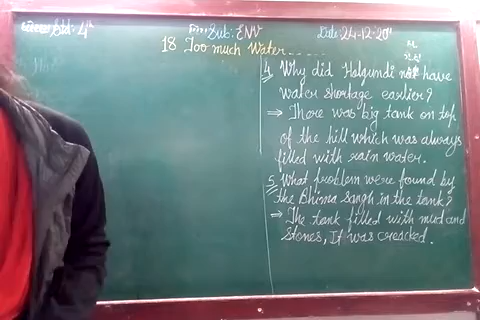 Std: 4th Sub: ENV Date: 24-12-20
18 Too much Water
4 Why did Holgundi not have
water shortage earlier?
⇒ There was big tank on top
of the hill which was always
filled with rain water.
5 What problem were found by
the Bhima Sangh in the tank?
⇒ The tank filled with mud and
stones, It was creacked.